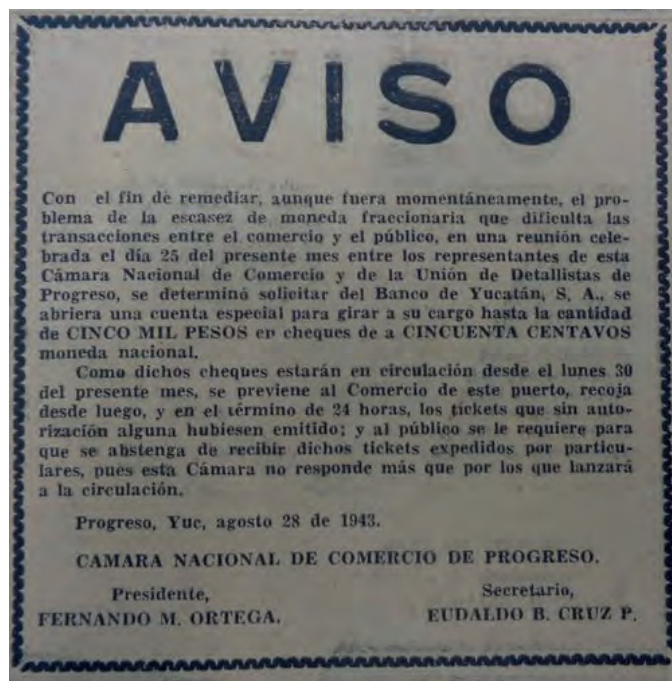 AVISO
Con el fin de remediar, aunque fuera momentáneamente, el pro-
blema de la escasez de moneda fraccionaria que dificulta las
transacciones entre el comercio y el público, en una reunión cele-
brada el día 25 del presente mes entre los representantes de esta
Cámara Nacional de Comercio y de la Unión de Detallistas de
Progreso, se determinó solicitar del Banco de Yucatán, S. A., se
abriera una cuenta especial para girar a su cargo hasta la cantidad
de CINCO MIL PESOS en cheques de a CINCUENTA CENTAVOS
moneda nacional.
Como dichos cheques estarán en circulación desde el lunes 30
del presente mes, se previene al Comercio de este puerto, recoja
desde luego, y en el término de 24 horas, los tickets que sin auto-
rización alguna hubiesen emitido; y al público se le requiere para
que se abstenga de recibir dichos tickets expedidos por particu-
lares, pues esta Cámara no responde más que por los que lanzará
a la circulación.
Progreso, Yuc, agosto 28 de 1943.
CAMARA NACIONAL DE COMERCIO DE PROGRESO.
Presidente, Secretario,
FERNANDO M. ORTEGA. EUDALDO B. CRUZ P.